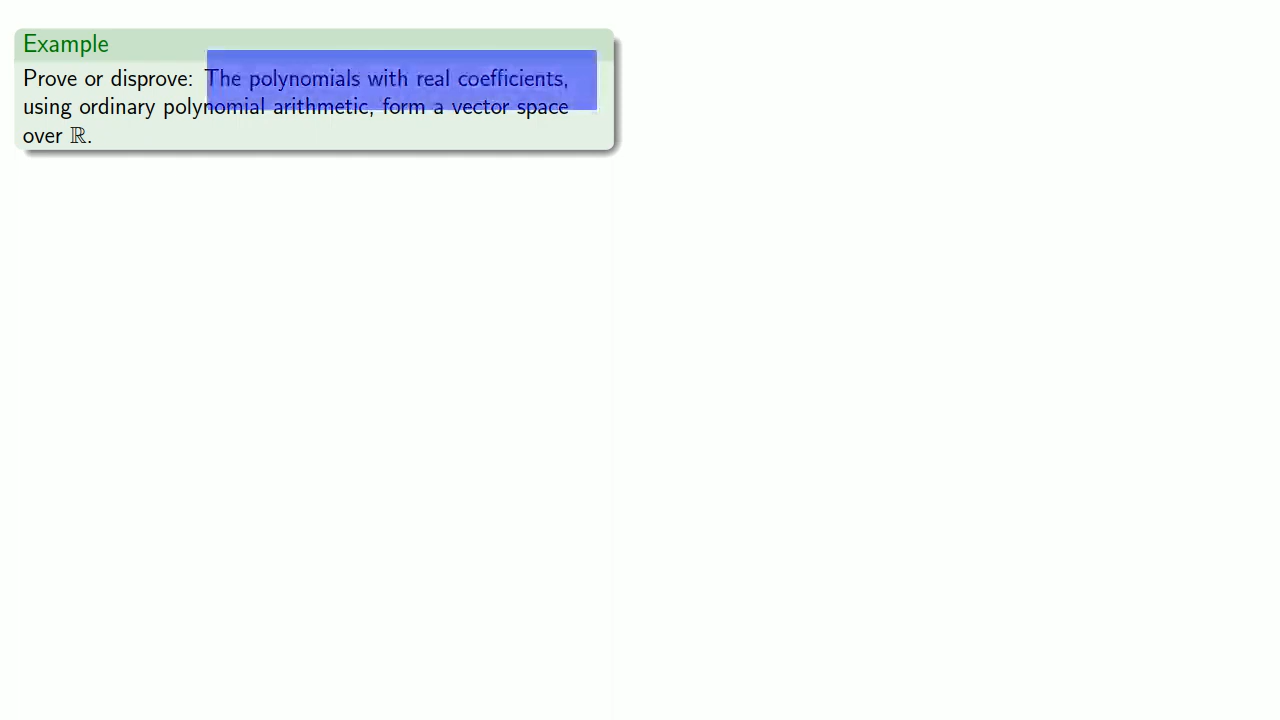 Example
Prove or disprove: The polynomials with real coefficients,
using ordinary polynomial arithmetic, form a vector space
over ℝ.